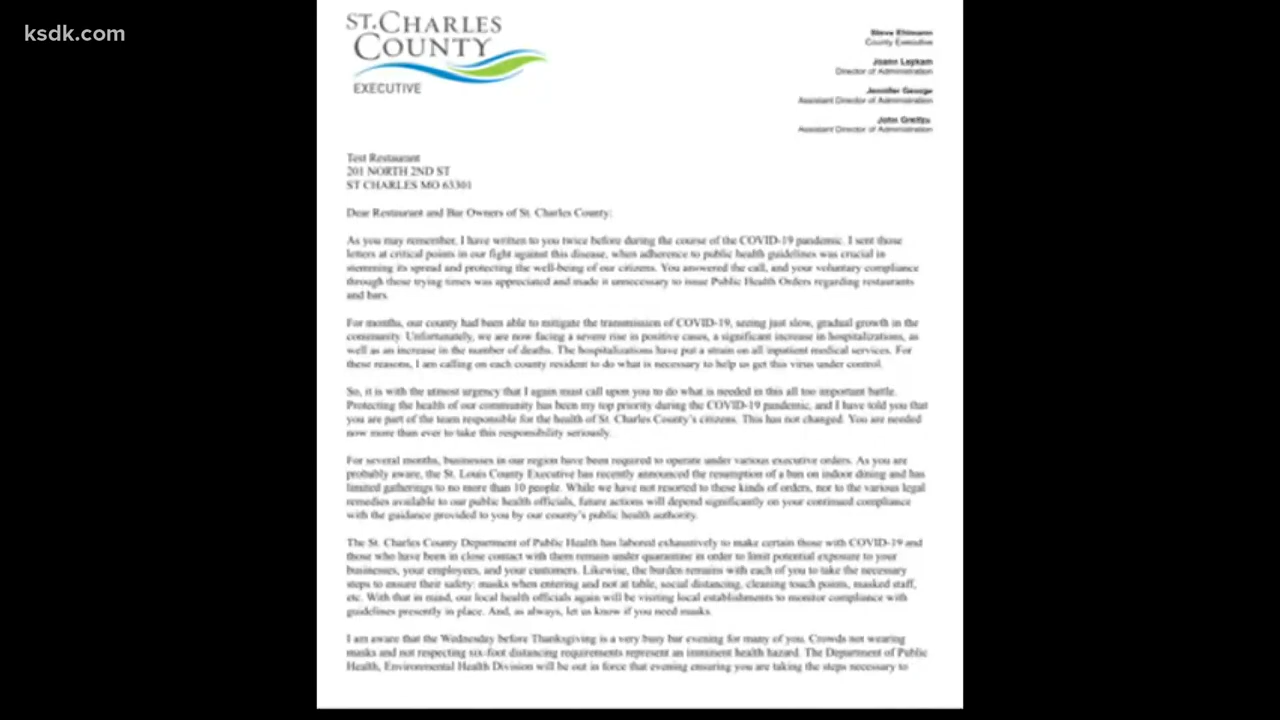 ksdk.com
ST. CHARLES
COUNTY
EXECUTIVE
Steve Ehlmann
County Executive
Joann Leykam
Director of Administration
Jennifer George
Assistant Director of Administration
John Greifzu
Assistant Director of Administration
Test Restaurant
201 NORTH 2ND ST
ST CHARLES MO 63301
Dear Restaurant and Bar Owners of St. Charles County:
As you may remember, I have written to you twice before during the course of the COVID-19 pandemic. I sent those
letters at critical points in our fight against this disease, when adherence to public health guidelines was crucial in
stemming its spread and protecting the well-being of our citizens. You answered the call, and your voluntary compliance
through those trying times was appreciated and made it unnecessary to issue Public Health Orders regarding restaurants
and bars.
For months, our county had been able to mitigate the transmission of COVID-19, seeing just slow, gradual growth in the
community. Unfortunately, we are now facing a severe rise in positive cases, a significant increase in hospitalizations, as
well as an increase in the number of deaths. The hospitalizations have put a strain on all inpatient medical services. For
these reasons, I am calling on each county resident to do what is necessary to help us get this virus under control.
So, it is with the utmost urgency that I again must call upon you to do what is needed in this all too important battle.
Protecting the health of our community has been my top priority during the COVID-19 pandemic, and I have told you that
you are part of the team responsible for the health of St. Charles County's citizens. This has not changed. You are needed
now more than ever to take this responsibility seriously.
For several months, businesses in our region have been required to operate under various executive orders. As you are
probably aware, the St. Louis County Executive has recently announced the resumption of a ban on indoor dining and has
limited gatherings to no more than 10 people. While we have not resorted to these kinds of orders, nor to the various legal
remedies available to our public health officials, future actions will depend significantly on your continued compliance
with the guidance provided to you by our county's public health authority.
The St. Charles County Department of Public Health has labored exhaustively to make certain those with COVID-19 and
those who have been in close contact with them remain under quarantine in order to limit potential exposure to your
businesses, your employees, and your customers. Likewise, the burden remains with each of you to take the necessary
steps to ensure their safety: masks when entering and not at table, social distancing, cleaning touch points, masked staff,
etc. With that in mind, our local health officials again will be visiting local establishments to monitor compliance with
guidelines presently in place. And, as always, let us know if you need masks.
I am aware that the Wednesday before Thanksgiving is a very busy bar evening for many of you. Crowds not wearing
masks and not respecting six-foot distancing requirements represent an imminent health hazard. The Department of Public
Health, Environmental Health Division will be out in force that evening ensuring you are taking the steps necessary to